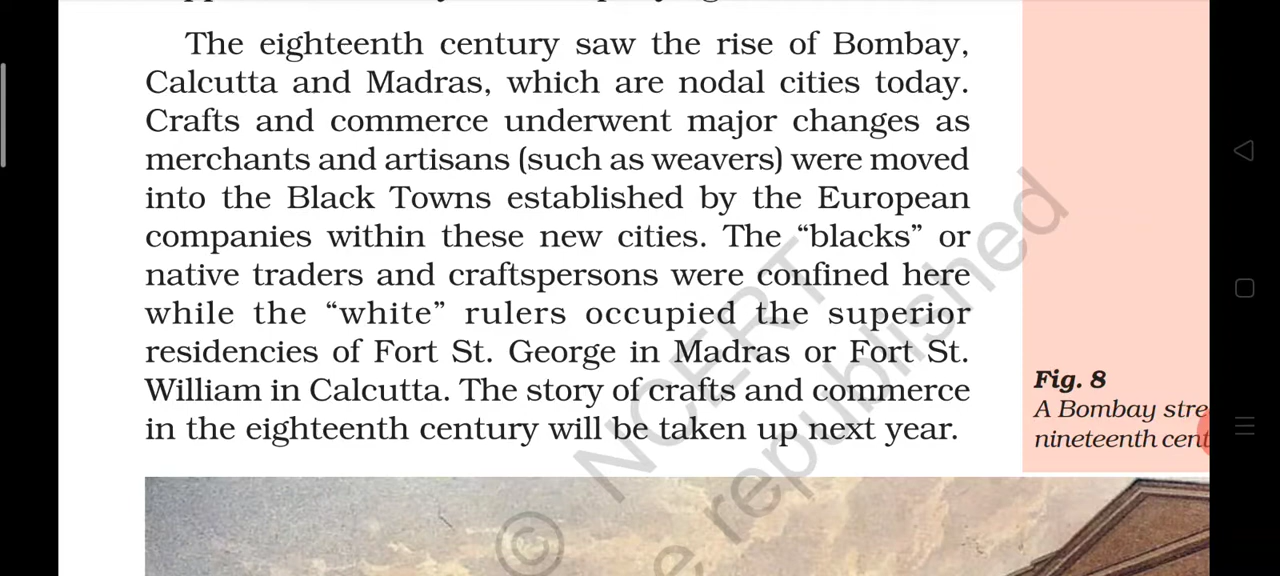 The eighteenth century saw the rise of Bombay,
Calcutta and Madras, which are nodal cities today.
Crafts and commerce underwent major changes as
merchants and artisans (such as weavers) were moved
into the Black Towns established by the European
companies within these new cities. The “blacks” or
native traders and craftspersons were confined here
while the “white” rulers occupied the superior
residencies of Fort St. George in Madras or Fort St.
William in Calcutta. The story of crafts and commerce
in the eighteenth century will be taken up next year.
Fig. 8
A Bombay stre
nineteenth cent
© NCERT
republished